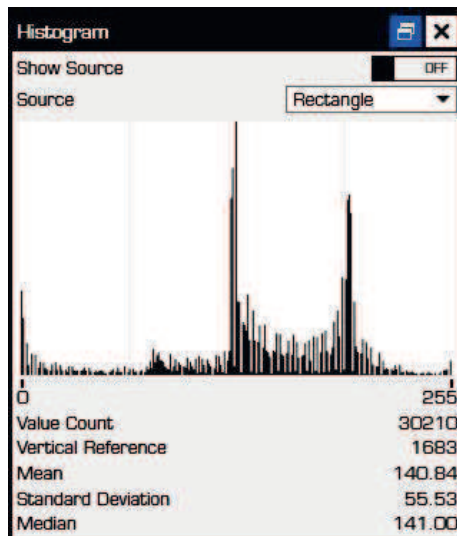 Histogram
Show Source OFF
Source Rectangle
0 255
Value Count 30210
Vertical Reference 1683
Mean 140.84
Standard Deviation 55.53
Median 141.00